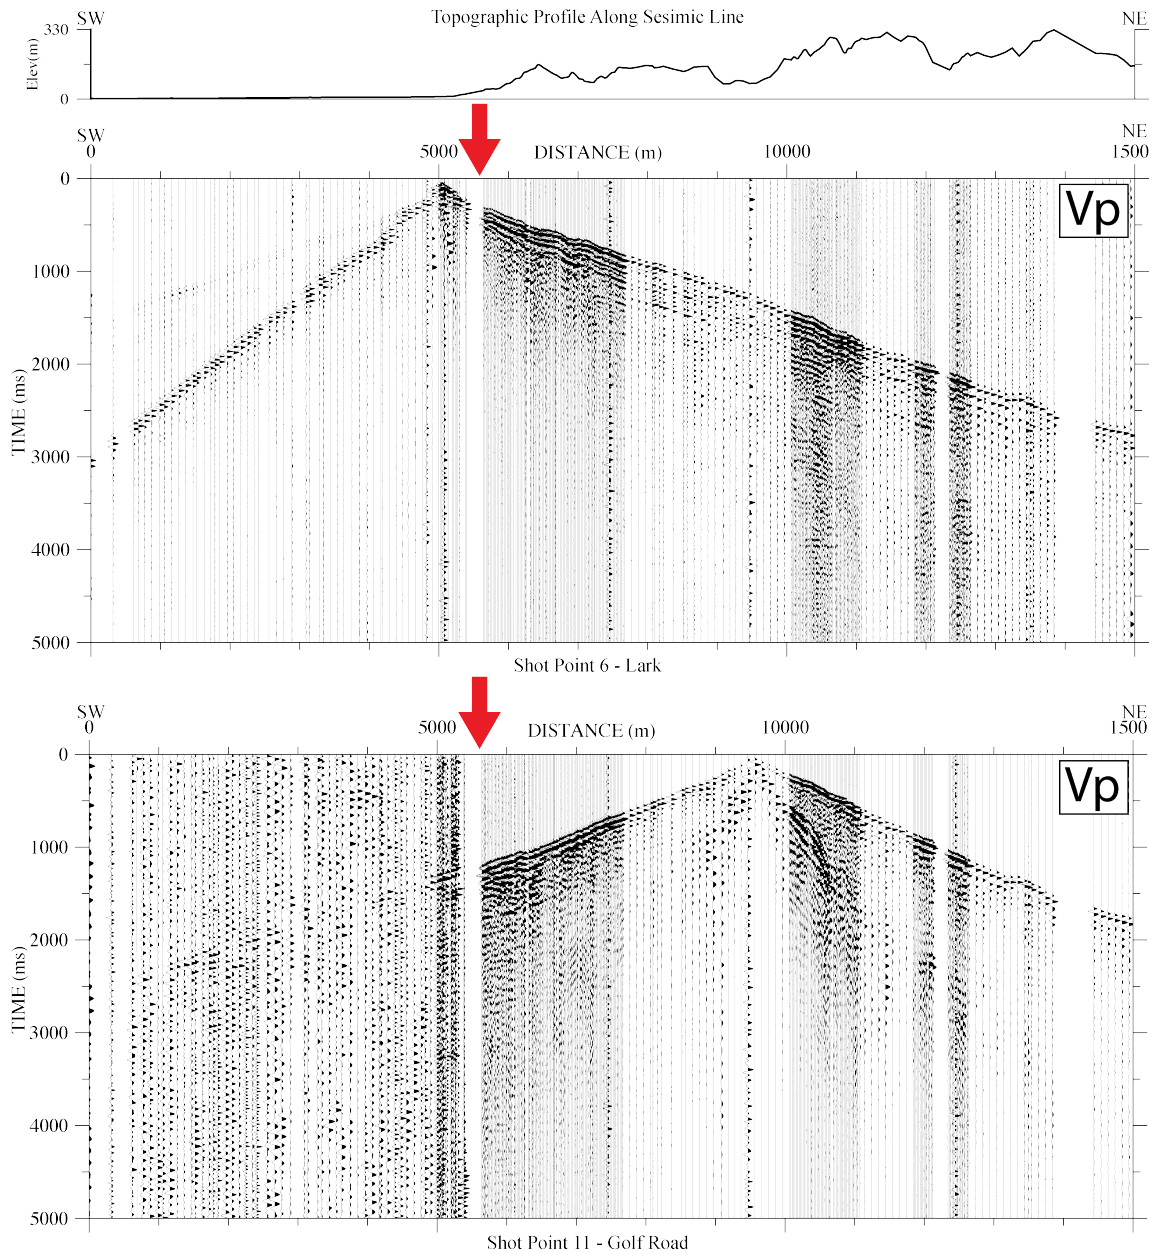 Topographic Profile Along Sesimic Line
SW
NE
330
Elev(m)
0
SW
NE
0
5000
DISTANCE (m)
10000
1500
0
Vp
1000
2000
TIME (ms)
3000
4000
5000
Shot Point 6 - Lark
SW
NE
0
5000
DISTANCE (m)
10000
1500
0
Vp
1000
2000
TIME (ms)
3000
4000
5000
Shot Point 11 - Golf Road